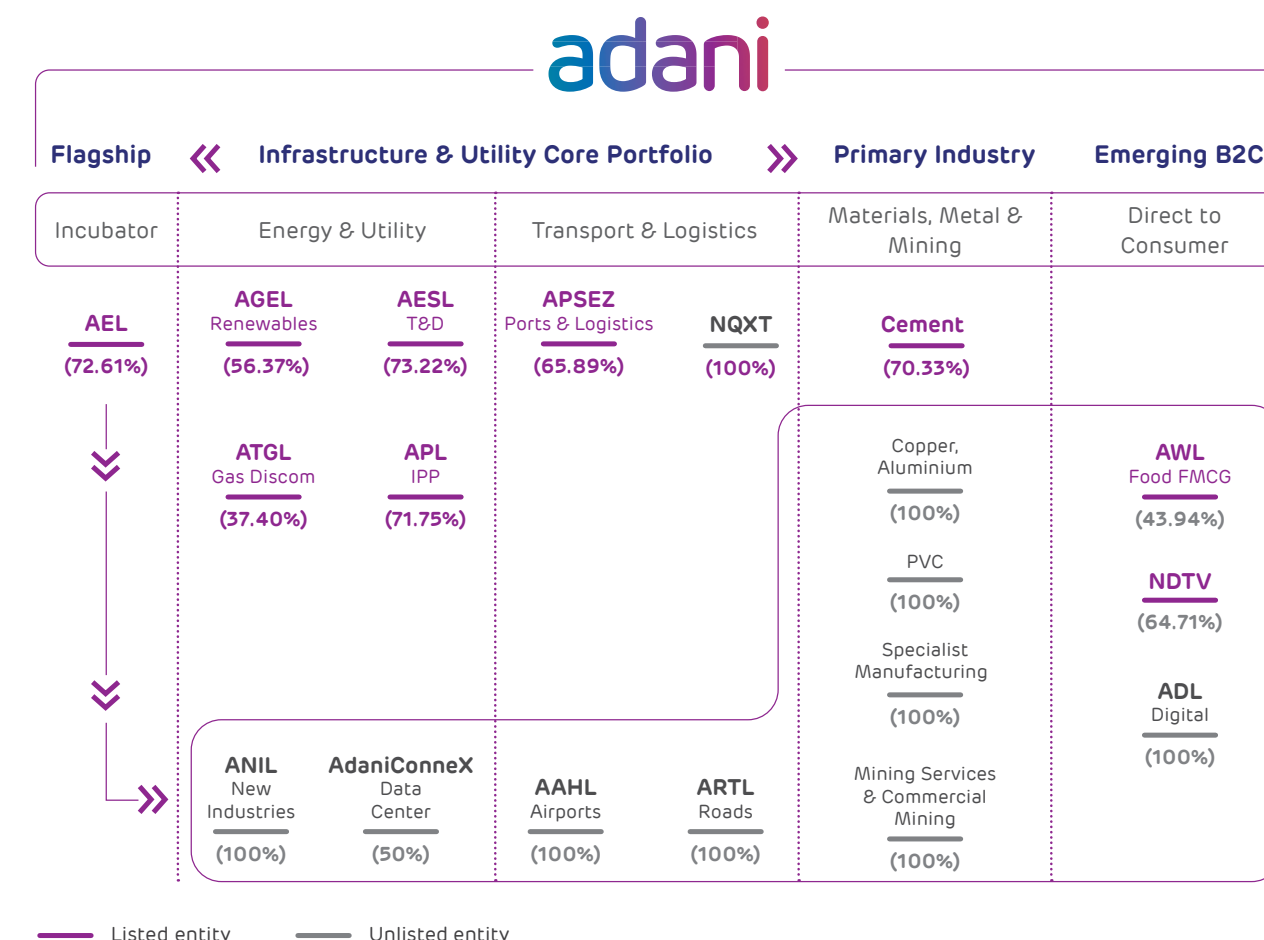 adani
Flagship
Infrastructure & Utility Core Portfolio
Primary Industry
Emerging B2C
Incubator
Energy & Utility
Transport & Logistics
Materials, Metal &
Mining
Direct to
Consumer
AEL
(72.61%)
AGEL
Renewables
(56.37%)
AESL
T&D
(73.22%)
APSEZ
Ports & Logistics
(65.89%)
NQXT
(100%)
Cement
(70.33%)
ATGL
Gas Discom
(37.40%)
APL
IPP
(71.75%)
Copper,
Aluminium
(100%)
PVC
(100%)
Specialist
Manufacturing
(100%)
Mining Services
& Commercial
Mining
(100%)
AWL
Food FMCG
(43.94%)
NDTV
(64.71%)
ADL
Digital
(100%)
ANIL
New
Industries
(100%)
AdaniConneX
Data
Center
(50%)
AAHL
Airports
(100%)
ARTL
Roads
(100%)
Listed entity
Unlisted entity